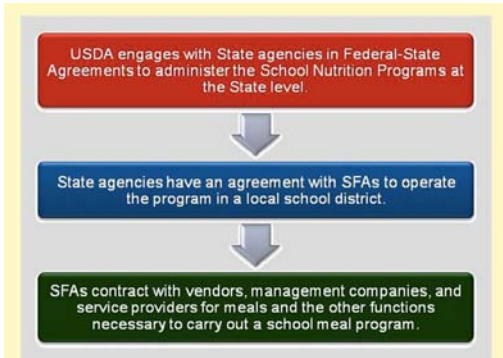 USDA engages with State agencies in Federal-State
Agreements to administer the School Nutrition Programs at
the State level.
State agencies have an agreement with SFAs to operate
the program in a local school district.
SFAs contract with vendors, management companies, and
service providers for meals and the other functions
necessary to carry out a school meal program.